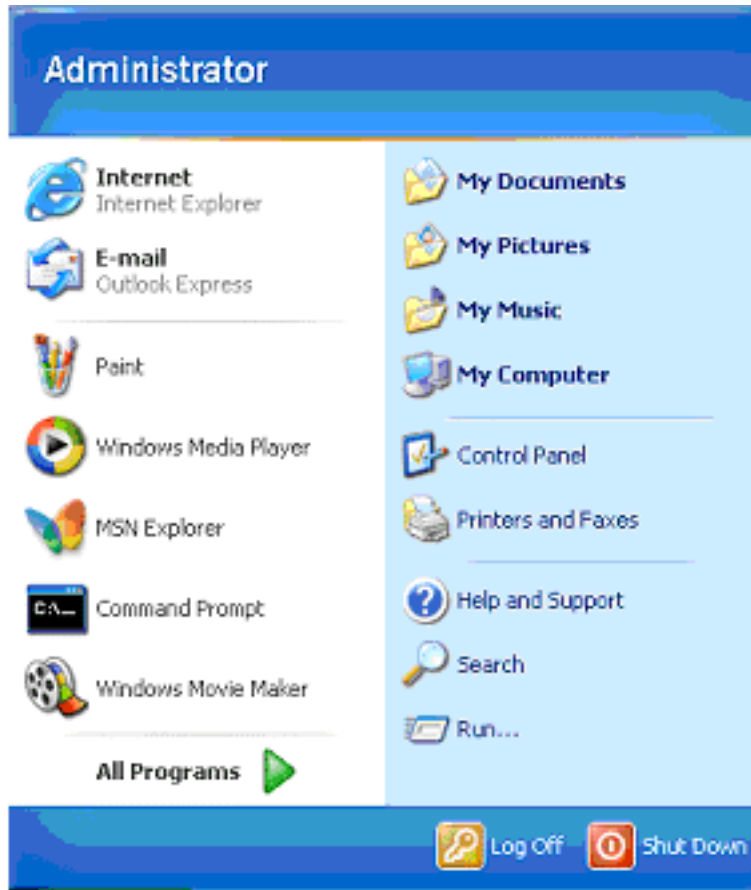 Administrator
Internet
Internet Explorer
E-mail
Outlook Express
Paint
Windows Media Player
MSN Explorer
C:\_
Command Prompt
Windows Movie Maker
All Programs
My Documents
My Pictures
My Music
My Computer
Control Panel
Printers and Faxes
Help and Support
Search
Run...
Log Off
Shut Down